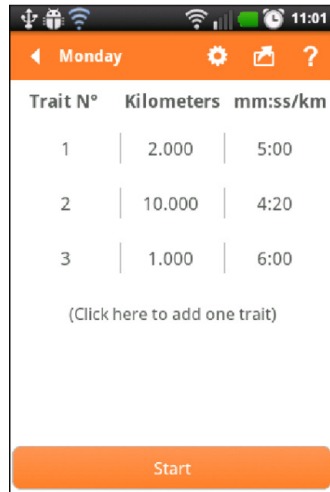 11:01
Monday ?
Trait N° Kilometers mm:ss/km
1 2.000 5:00
2 10.000 4:20
3 1.000 6:00
(Click here to add one trait)
Start